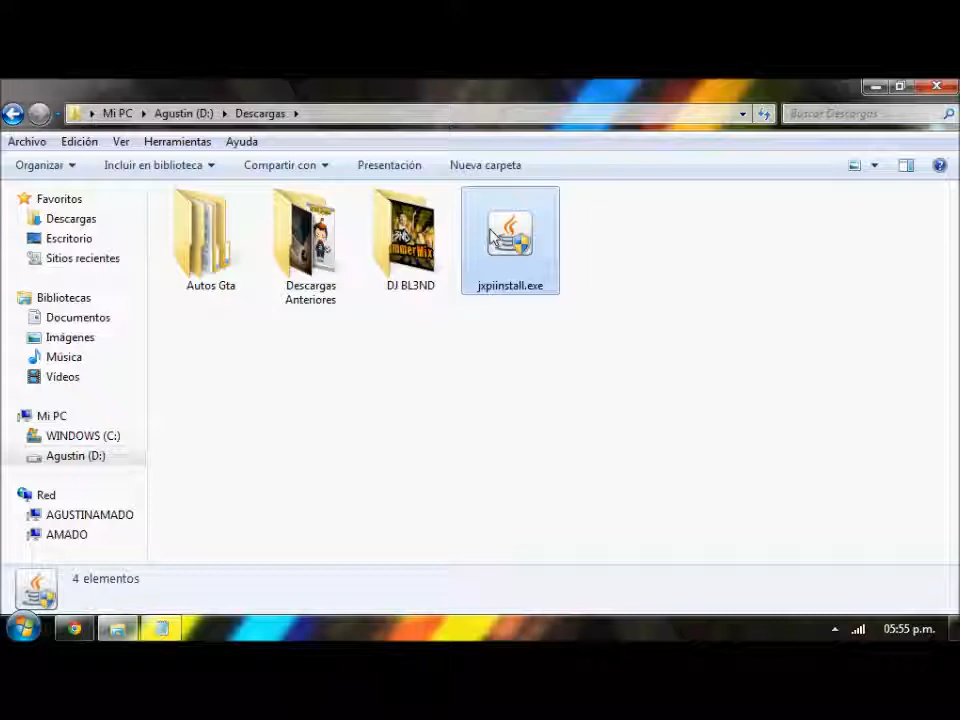 Mi PC Agustin (D:) Descargas
Buscar Descargas
Archivo Edición Ver Herramientas Ayuda
Organizar Incluir en biblioteca Compartir con Presentación Nueva carpeta
Favoritos
Descargas
Escritorio
Sitios recientes
Bibliotecas
Documentos
Imágenes
Música
Vídeos
Mi PC
WINDOWS (C:)
Agustin (D:)
Red
AGUSTINAMADO
AMADO
Autos Gta
Descargas
Anteriores
DJ BL3ND
jxpiinstall.exe
4 elementos
05:55 p.m.